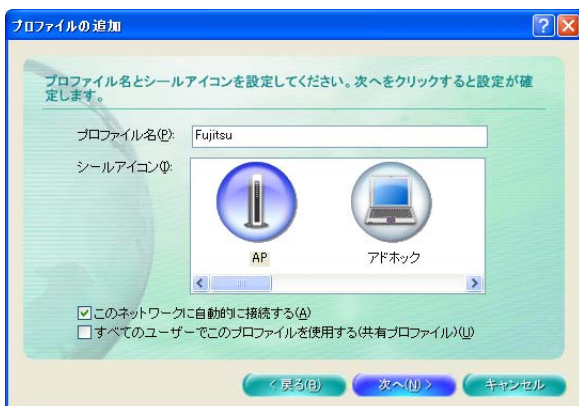 プロファイルの追加
プロファイル名とシールアイコンを設定してください。次へをクリックすると設定が確
定します。
プロファイル名(P):
Fujitsu
シールアイコン(I):
AP
アドホック
このネットワークに自動的に接続する(A)
すべてのユーザーでこのプロファイルを使用する(共有プロファイル)(U)
< 戻る(B)
次へ(N) >
キャンセル